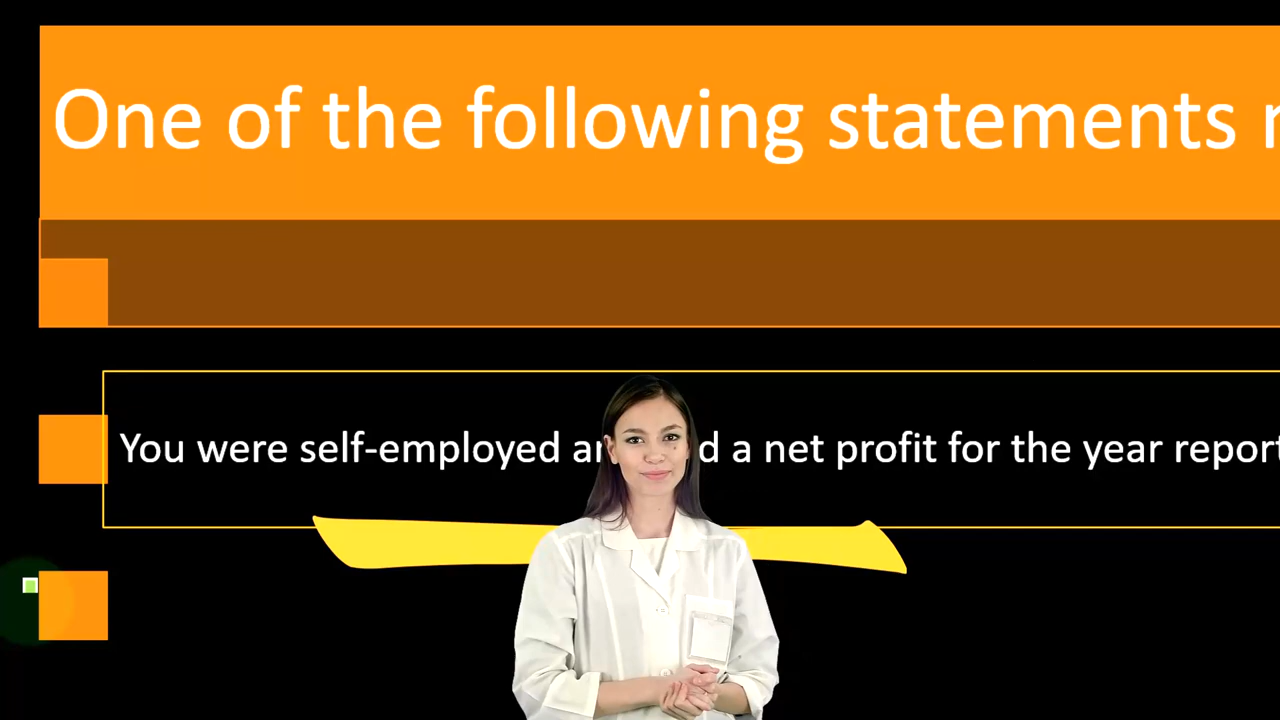 One of the following statements
You were self-employed a d a net profit for the year report